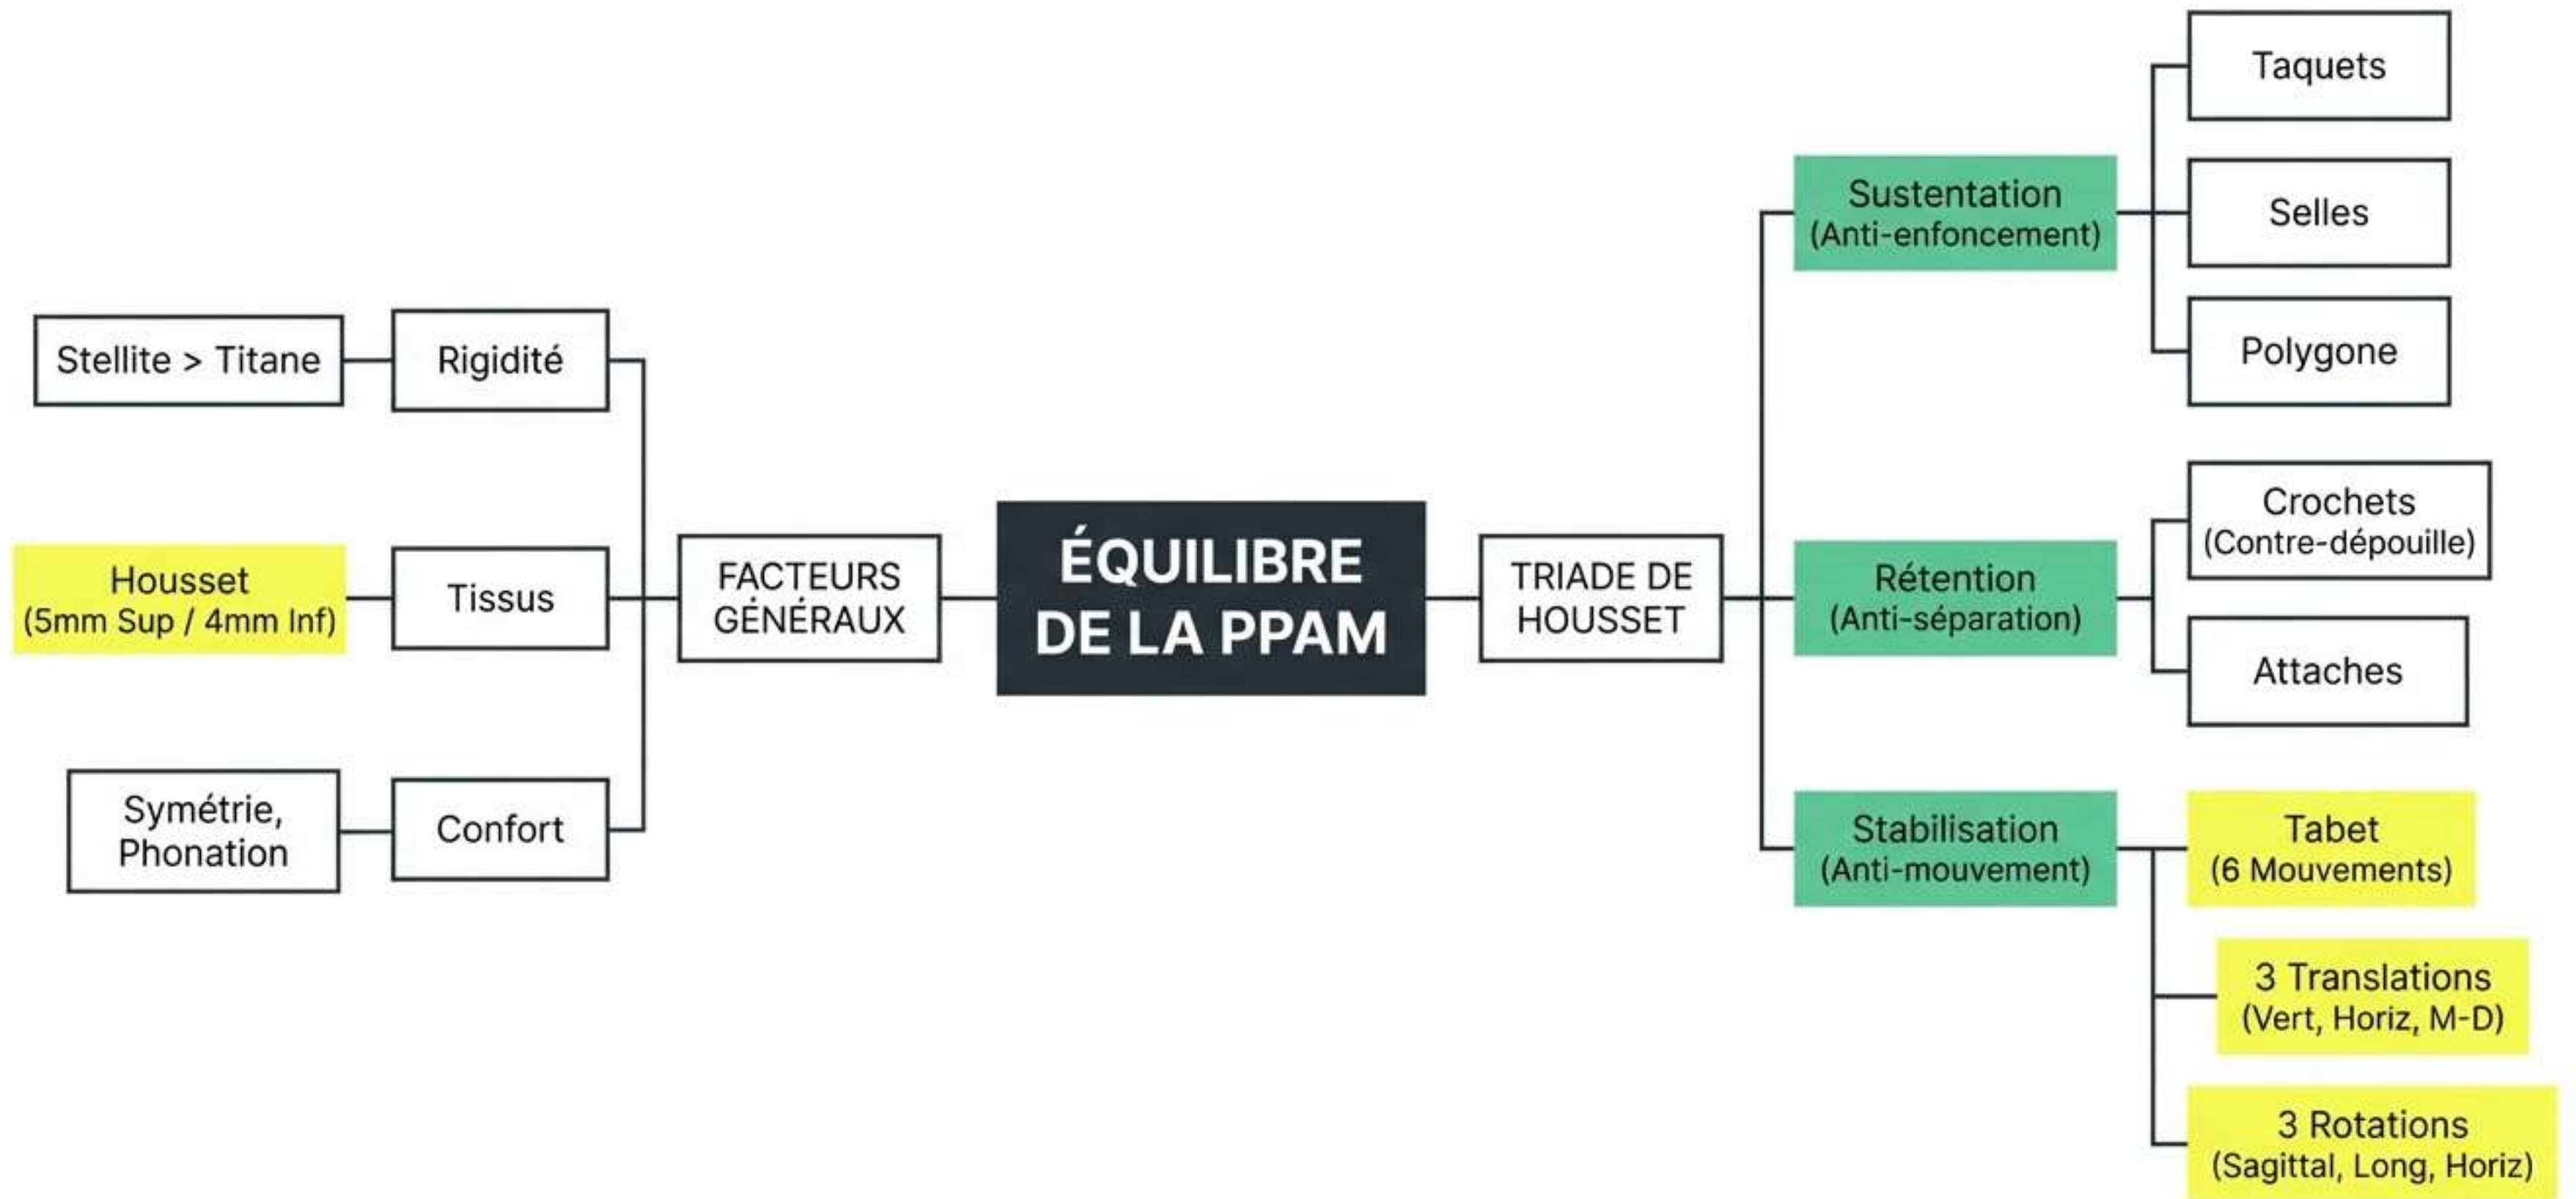 Stellite > Titane
Rigidité
Housset
(5mm Sup / 4mm Inf)
Tissus
Symétrie,
Phonation
Confort
FACTEURS
GÉNÉRAUX
ÉQUILIBRE
DE LA PPAM
TRIADE DE
HOUSSET
Sustentation
(Anti-enfoncement)
Taquets
Selles
Polygone
Rétention
(Anti-séparation)
Crochets
(Contre-dépouille)
Attaches
Stabilisation
(Anti-mouvement)
Tabet
(6 Mouvements)
3 Translations
(Vert, Horiz, M-D)
3 Rotations
(Sagittal, Long, Horiz)